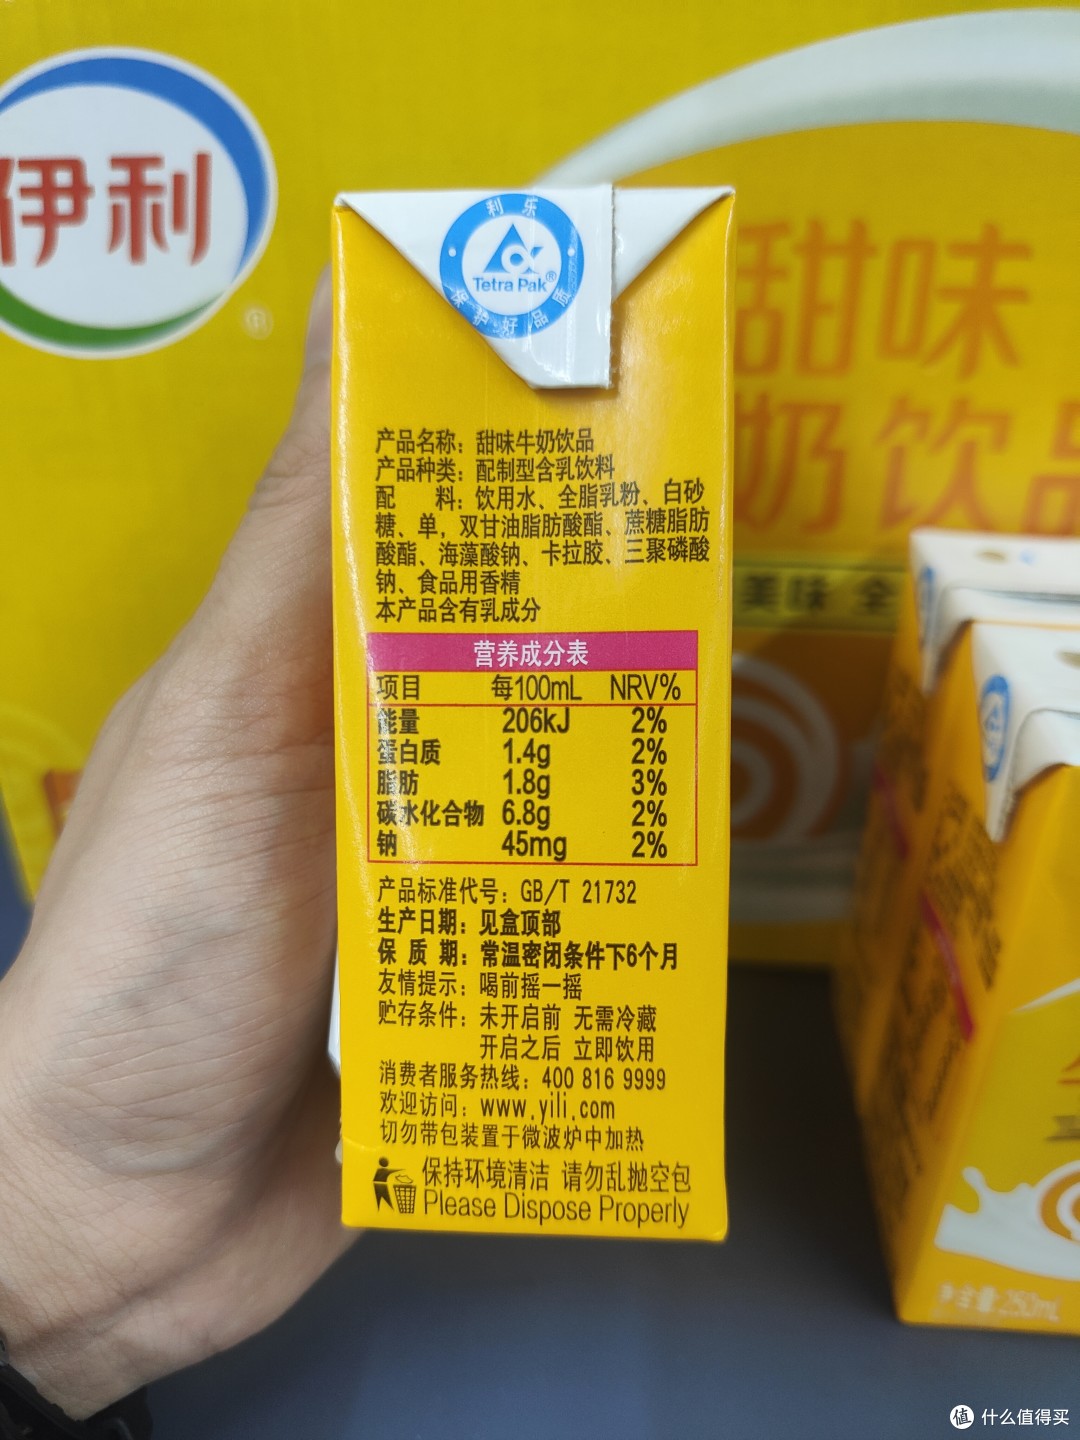 伊利
®
甜味
奶饮品
美味 全
利乐
Tetra Pak®
保护好品质
产品名称：甜味牛奶饮品
产品种类：配制型含乳饮料
配 料：饮用水、全脂乳粉、白砂
糖、单，双甘油脂肪酸酯、蔗糖脂肪
酸酯、海藻酸钠、卡拉胶、三聚磷酸
钠、食品用香精
本产品含有乳成分
营养成分表
项目 每100mL NRV%
能量 206kJ 2%
蛋白质 1.4g 2%
脂肪 1.8g 3%
碳水化合物 6.8g 2%
钠 45mg 2%
产品标准代号：GB/T 21732
生产日期：见盒顶部
保 质 期：常温密闭条件下6个月
友情提示：喝前摇一摇
贮存条件：未开启前 无需冷藏
开启之后 立即饮用
消费者服务热线：400 816 9999
欢迎访问：www.yili.com
切勿带包装置于微波炉中加热
保持环境清洁 请勿乱抛空包
Please Dispose Properly
净含量:250mL
值 什么值得买